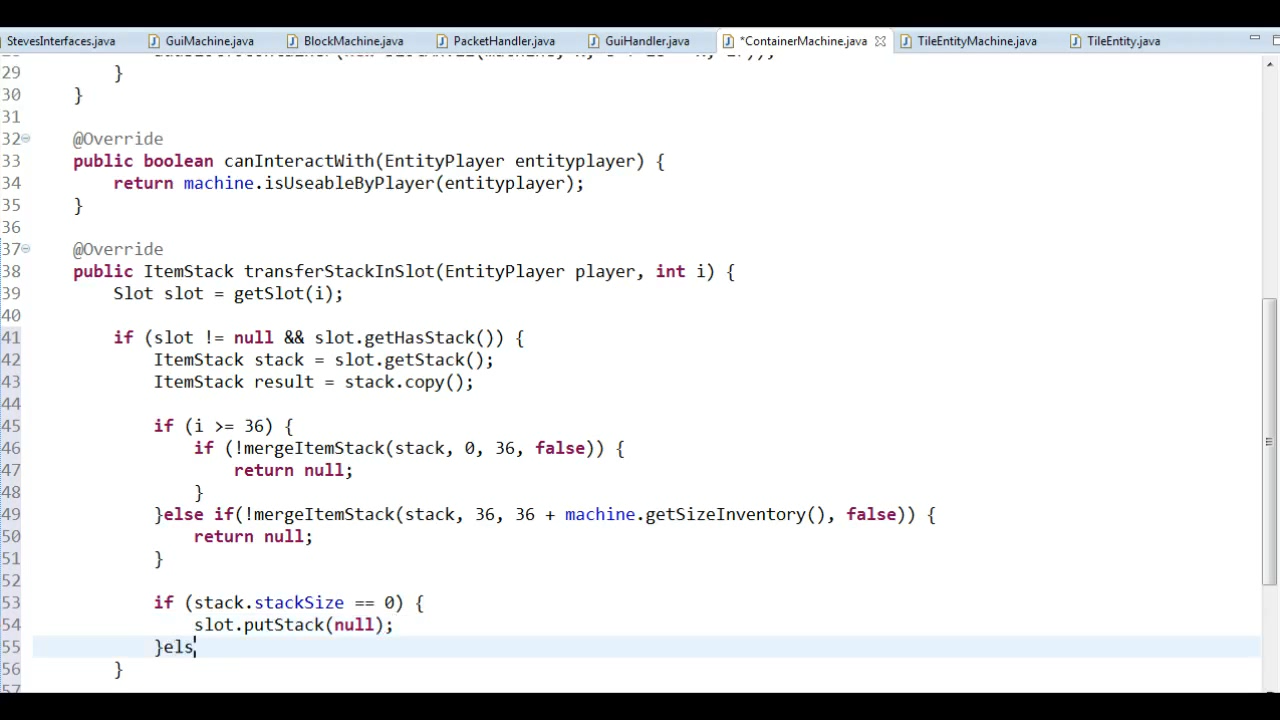 StevesInterfaces.java GuiMachine.java BlockMachine.java PacketHandler.java GuiHandler.java *ContainerMachine.java TileEntityMachine.java TileEntity.java
29 }
30 }
31
32 @Override
33 public boolean canInteractWith(EntityPlayer entityplayer) {
34 return machine.isUseableByPlayer(entityplayer);
35 }
36
37 @Override
38 public ItemStack transferStackInSlot(EntityPlayer player, int i) {
39 Slot slot = getSlot(i);
40
41 if (slot != null && slot.getHasStack()) {
42 ItemStack stack = slot.getStack();
43 ItemStack result = stack.copy();
44
45 if (i >= 36) {
46 if (!mergeItemStack(stack, 0, 36, false)) {
47 return null;
48 }
49 }else if(!mergeItemStack(stack, 36, 36 + machine.getSizeInventory(), false)) {
50 return null;
51 }
52
53 if (stack.stackSize == 0) {
54 slot.putStack(null);
55 }els
56 }